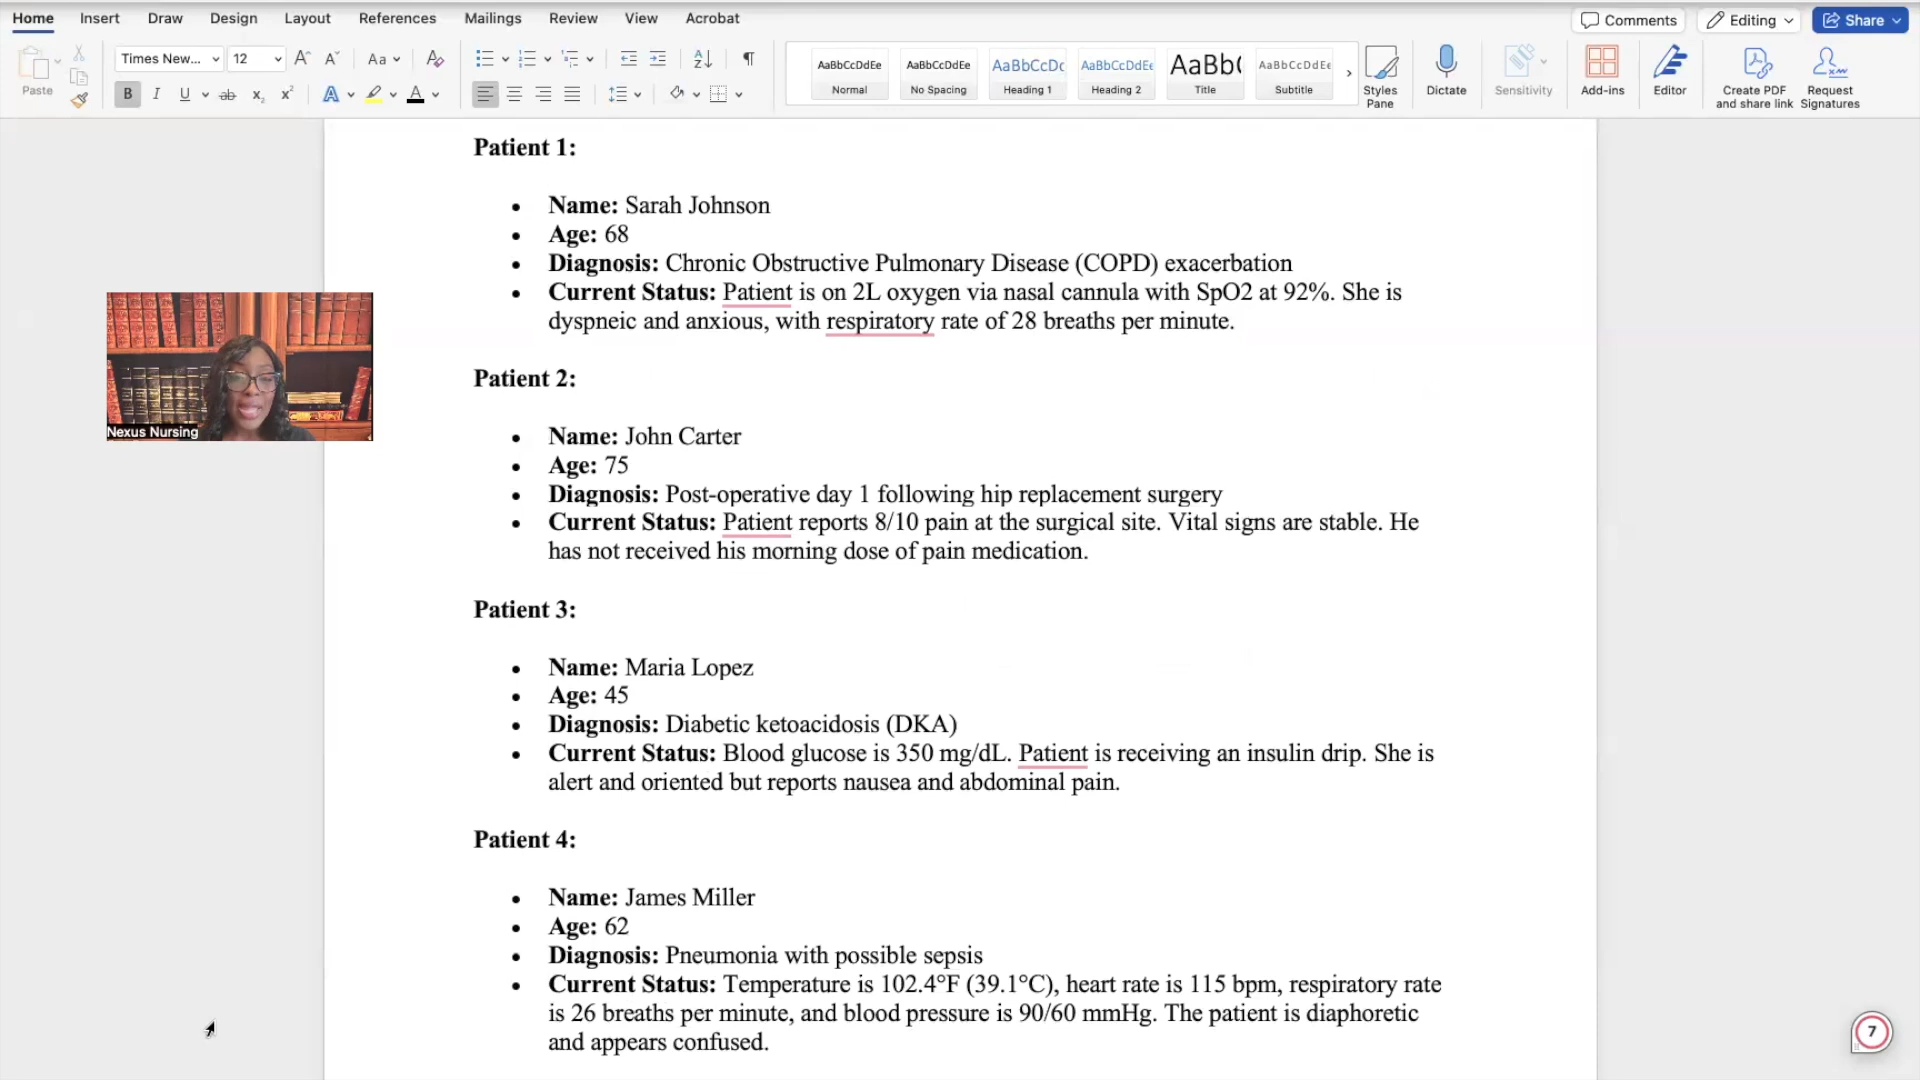 Home Insert Draw Design Layout References Mailings Review View Acrobat Comments Editing Share
Times New... 12 Aa
Paste
B I U ab x₂ x² A A
AaBbCcDdEe AaBbCcDdEe AaBbCcDc AaBbCcDdEe AaBb( AaBbCcDdEe
Normal No Spacing Heading 1 Heading 2 Title Subtitle
Styles Pane
Dictate
Sensitivity
Add-ins
Editor
Create PDF and share link
Request Signatures
Patient 1:
• Name: Sarah Johnson
• Age: 68
• Diagnosis: Chronic Obstructive Pulmonary Disease (COPD) exacerbation
• Current Status: Patient is on 2L oxygen via nasal cannula with SpO2 at 92%. She is
dyspneic and anxious, with respiratory rate of 28 breaths per minute.
Nexus Nursing
Patient 2:
• Name: John Carter
• Age: 75
• Diagnosis: Post-operative day 1 following hip replacement surgery
• Current Status: Patient reports 8/10 pain at the surgical site. Vital signs are stable. He
has not received his morning dose of pain medication.
Patient 3:
• Name: Maria Lopez
• Age: 45
• Diagnosis: Diabetic ketoacidosis (DKA)
• Current Status: Blood glucose is 350 mg/dL. Patient is receiving an insulin drip. She is
alert and oriented but reports nausea and abdominal pain.
Patient 4:
• Name: James Miller
• Age: 62
• Diagnosis: Pneumonia with possible sepsis
• Current Status: Temperature is 102.4°F (39.1°C), heart rate is 115 bpm, respiratory rate
is 26 breaths per minute, and blood pressure is 90/60 mmHg. The patient is diaphoretic
and appears confused.
7